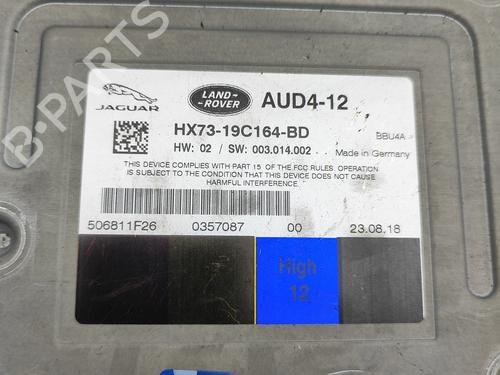 B-PARTS
JAGUAR
LAND-
ROVER
AUD4-12
HX73-19C164-BD
BBU4A
HW: 02 / SW: 003.014.002
Made in Germany
THIS DEVICE COMPLIES WITH PART 15 OF THE FCC RULES OPERATION
IS SUBJECT TO THE CONDITION THAT THIS DEVICE DOES NOT CAUSE
HARMFUL INTERFERENCE.
506811F26 0357087 00 23.08.18
High
12